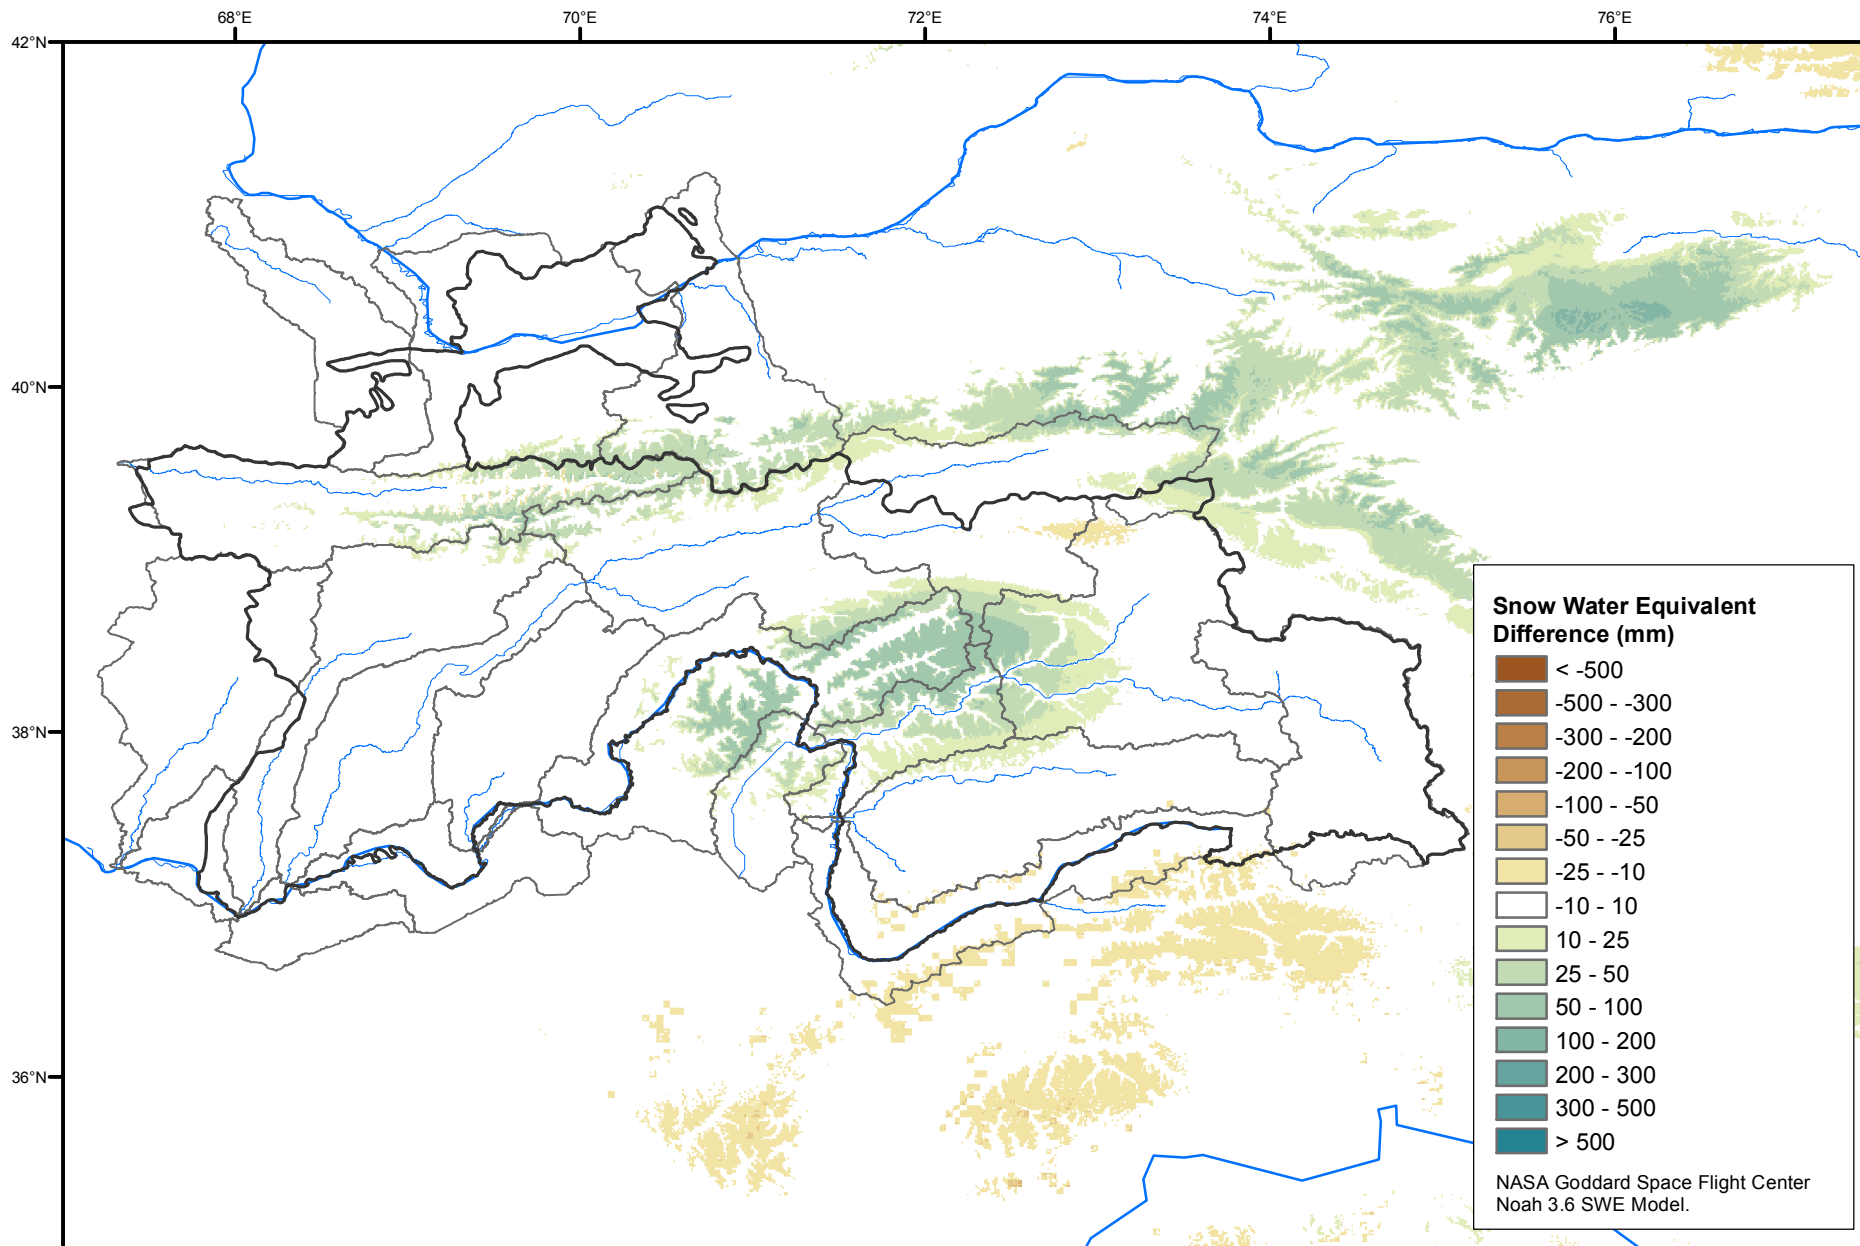 68°E
70°E
72°E
74°E
76°E
42°N
40°N
38°N
36°N
Snow Water Equivalent
Difference (mm)
< -500
-500 - -300
-300 - -200
-200 - -100
-100 - -50
-50 - -25
-25 - -10
-10 - 10
10 - 25
25 - 50
50 - 100
100 - 200
200 - 300
300 - 500
> 500
NASA Goddard Space Flight Center
Noah 3.6 SWE Model.